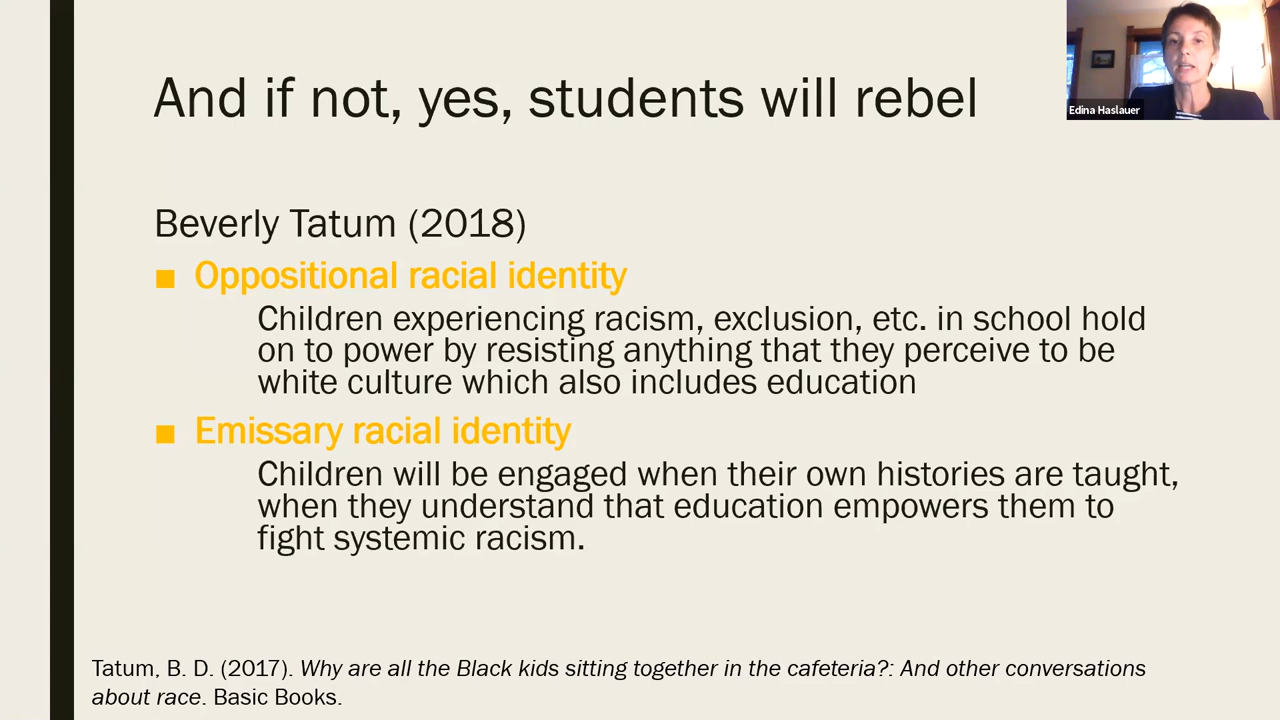 And if not, yes, students will rebel
Edina Haslauer
Beverly Tatum (2018)
■ Oppositional racial identity
Children experiencing racism, exclusion, etc. in school hold
on to power by resisting anything that they perceive to be
white culture which also includes education
■ Emissary racial identity
Children will be engaged when their own histories are taught,
when they understand that education empowers them to
fight systemic racism.
Tatum, B. D. (2017). Why are all the Black kids sitting together in the cafeteria?: And other conversations
about race. Basic Books.